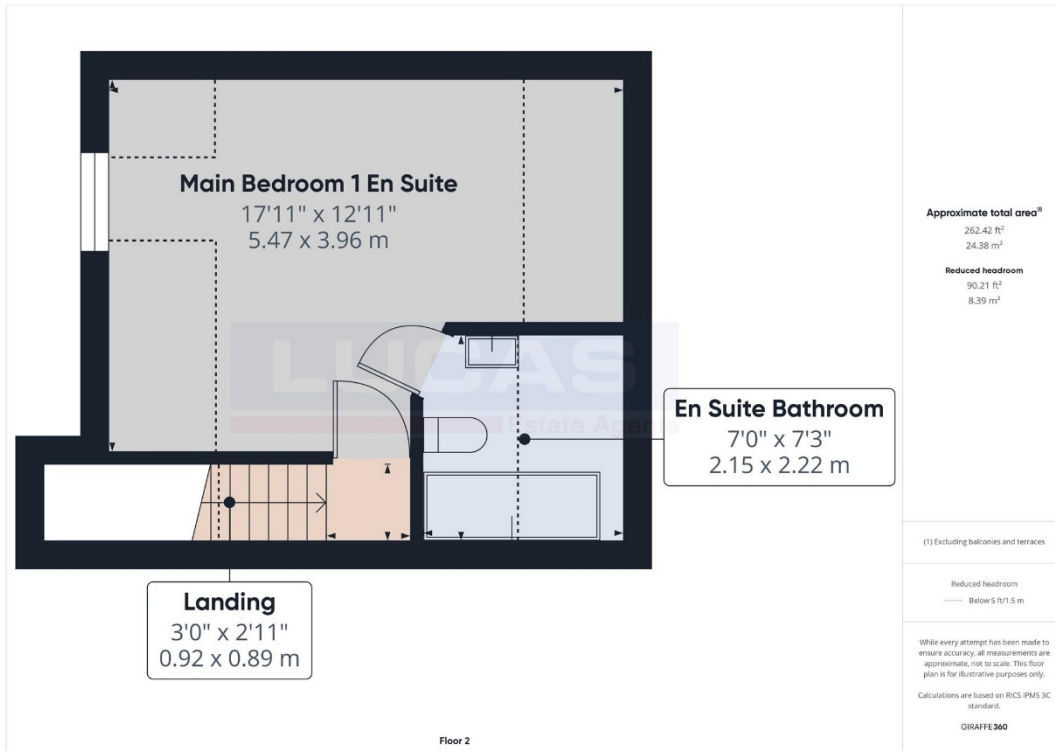 Main Bedroom 1 En Suite
17'11" x 12'11"
5.47 x 3.96 m
LUCAS
Estate Agents
En Suite Bathroom
7'0" x 7'3"
2.15 x 2.22 m
Landing
3'0" x 2'11"
0.92 x 0.89 m
Floor 2
Approximate total area(1)
262.42 ft²
24.38 m²
Reduced headroom
90.21 ft²
8.39 m²
(1) Excluding balconies and terraces
Reduced headroom
Below 5 ft/1.5 m
While every attempt has been made to
ensure accuracy, all measurements are
approximate, not to scale. This floor
plan is for illustrative purposes only.
Calculations are based on RICS IPMS 3C
standard.
GIRAFFE360